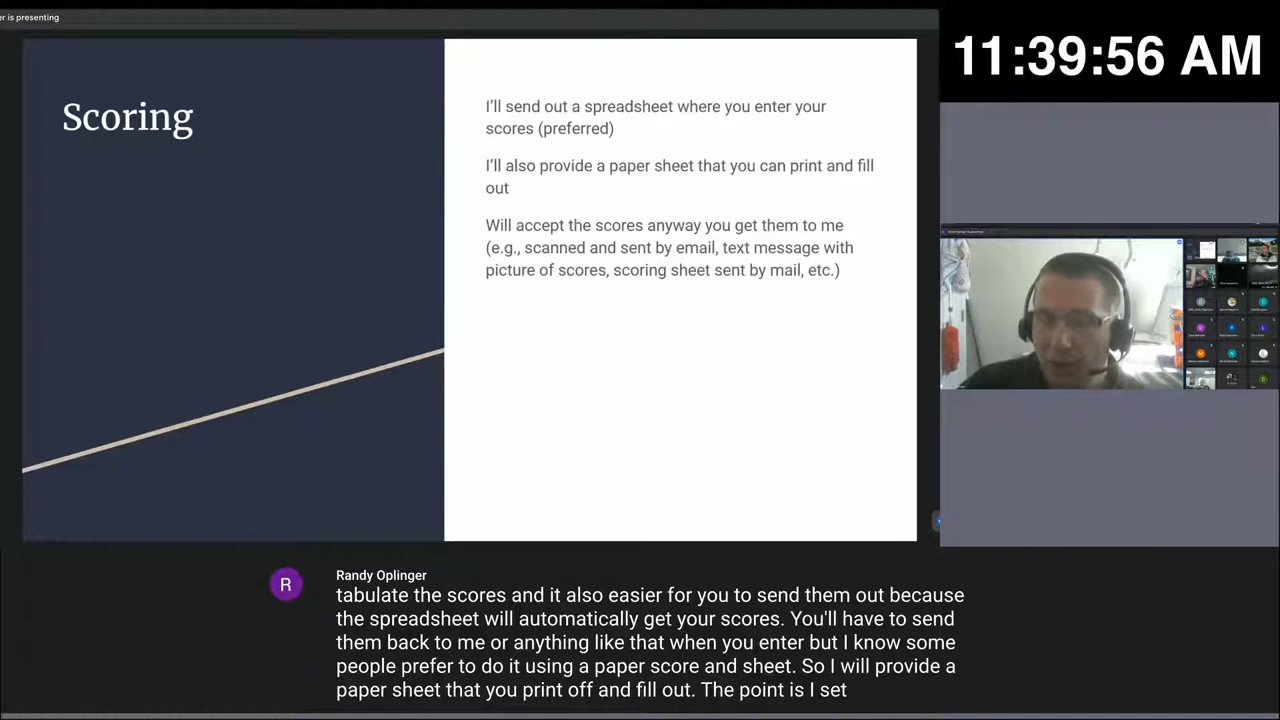 er is presenting
11:39:56 AM
Scoring
I'll send out a spreadsheet where you enter your
scores (preferred)
I'll also provide a paper sheet that you can print and fill
out
Will accept the scores anyway you get them to me
(e.g., scanned and sent by email, text message with
picture of scores, scoring sheet sent by mail, etc.)
R
Randy Oplinger
tabulate the scores and it also easier for you to send them out because
the spreadsheet will automatically get your scores. You'll have to send
them back to me or anything like that when you enter but I know some
people prefer to do it using a paper score and sheet. So I will provide a
paper sheet that you print off and fill out. The point is I set